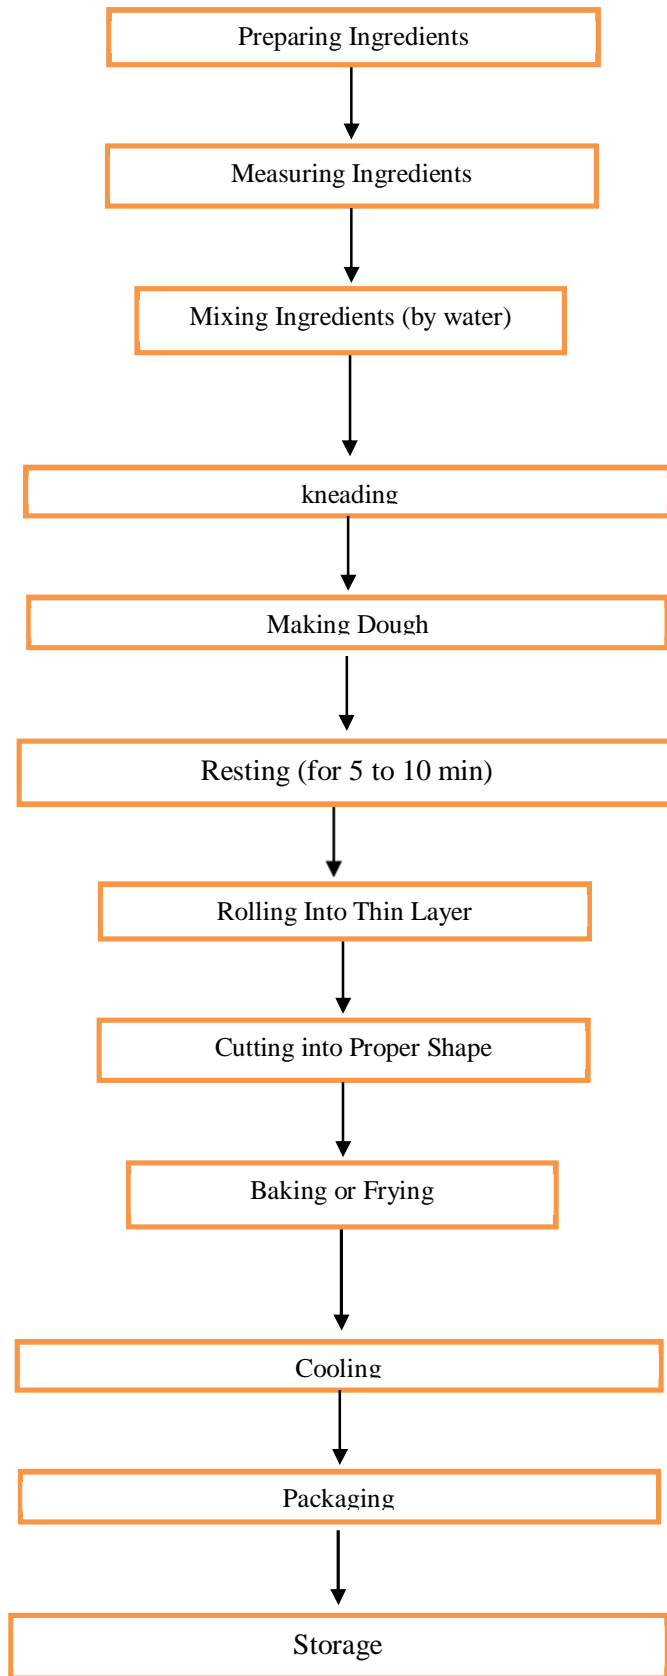 Preparing Ingredients
Measuring Ingredients
Mixing Ingredients (by water)
kneading
Making Dough
Resting (for 5 to 10 min)
Rolling Into Thin Layer
Cutting into Proper Shape
Baking or Frying
Cooling
Packaging
Storage